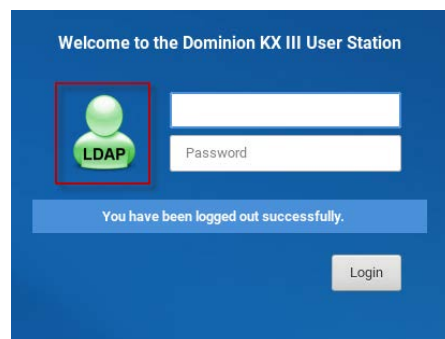 Welcome to the Dominion KX III User Station
LDAP
Password
You have been logged out successfully.
Login